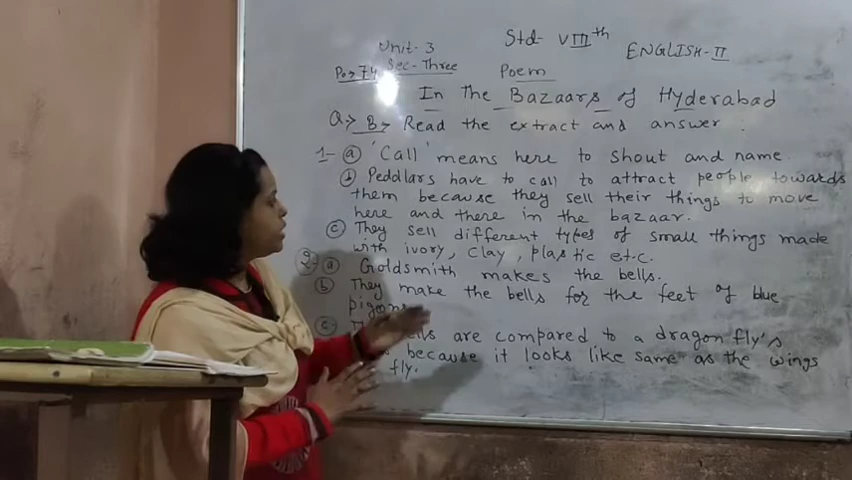 Std- VIIIth
Unit-3
ENGLISH-II
Sec-Three
Poem
In the Bazaars of Hyderabad
Q> B> Read the extract and answer.
1- a 'Call' means here to shout and name
b Peddlars have to call to attract people towards
them because they sell their things to move
here and there in the bazaar.
c They sell different types of small things made
with ivory, clay, plastic etc.
2- a Goldsmith makes the bells.
b They make the bells for the feet of blue
pigeons
c are compared to a dragon fly's
because it looks like same as the wings
fly.